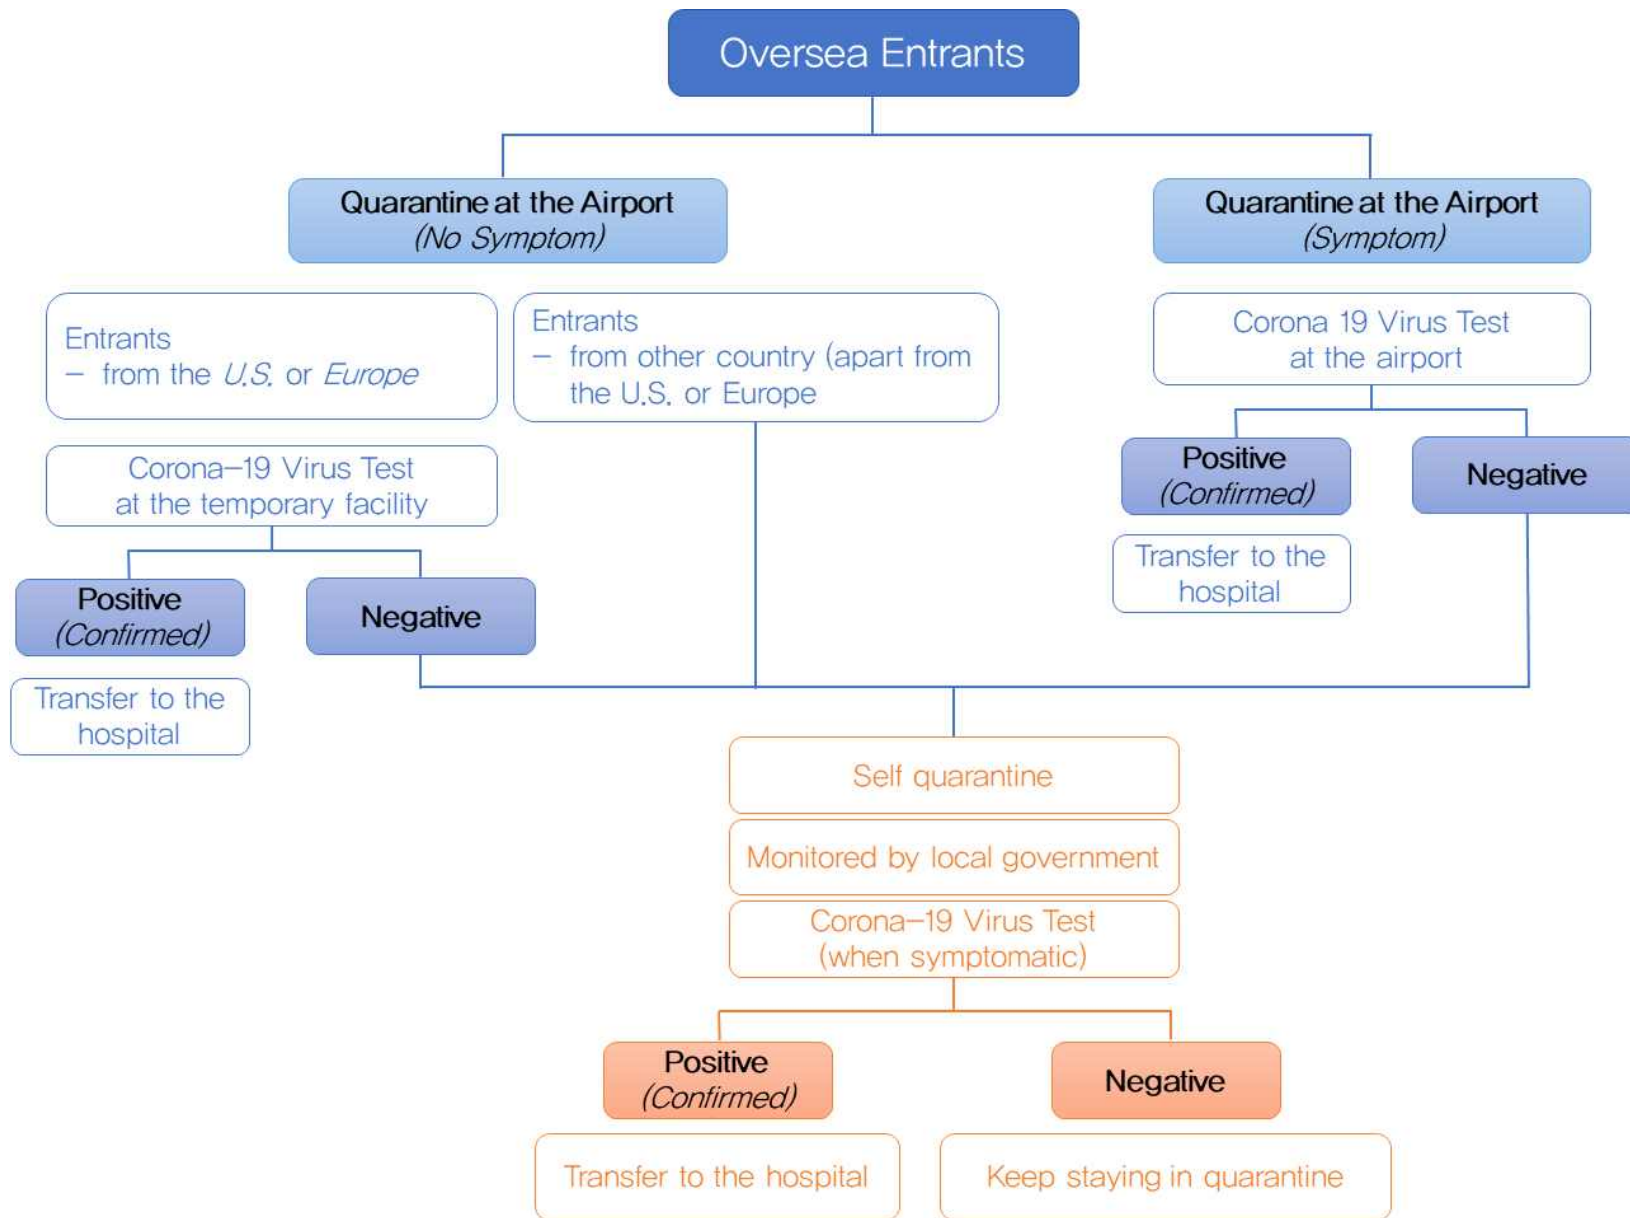 Oversea Entrants
Quarantine at the Airport
(No Symptom)
Quarantine at the Airport
(Symptom)
Entrants
– from the U.S. or Europe
Entrants
– from other country (apart from
the U.S. or Europe
Corona 19 Virus Test
at the airport
Corona–19 Virus Test
at the temporary facility
Positive
(Confirmed)
Negative
Transfer to the
hospital
Positive
(Confirmed)
Negative
Transfer to the
hospital
Self quarantine
Monitored by local government
Corona–19 Virus Test
(when symptomatic)
Positive
(Confirmed)
Negative
Transfer to the hospital
Keep staying in quarantine